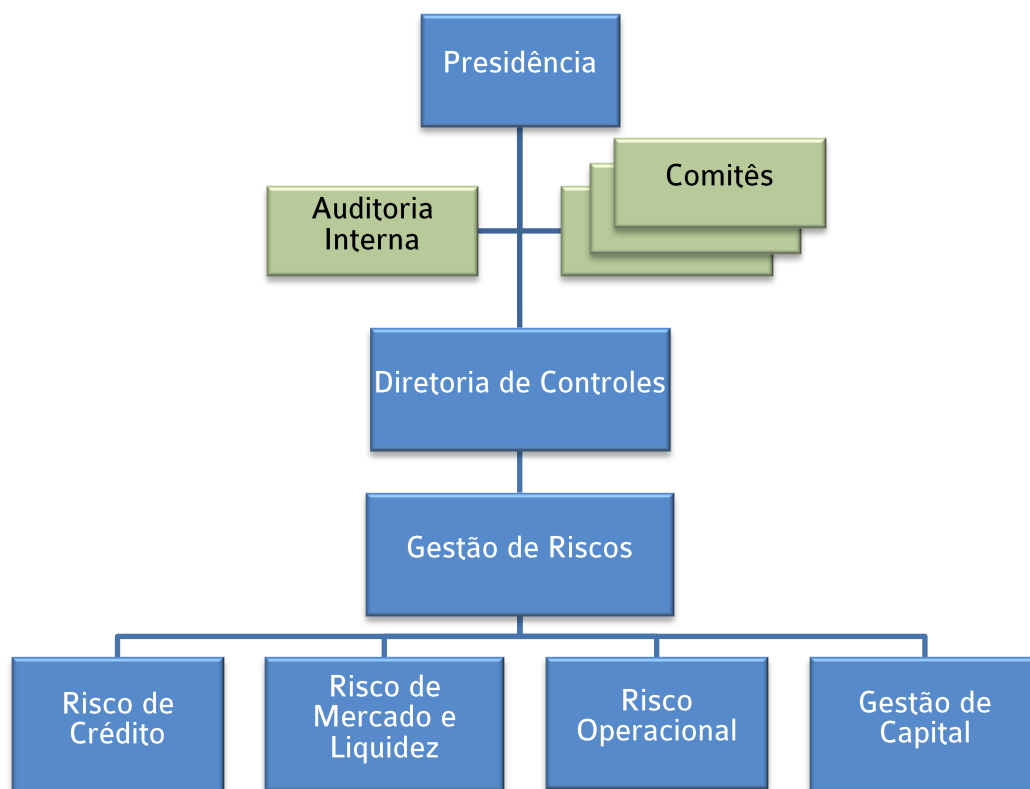 Presidência
Comitês
Auditoria
Interna
Diretoria de Controles
Gestão de Riscos
Risco de
Crédito
Risco de
Mercado e
Liquidez
Risco
Operacional
Gestão de
Capital